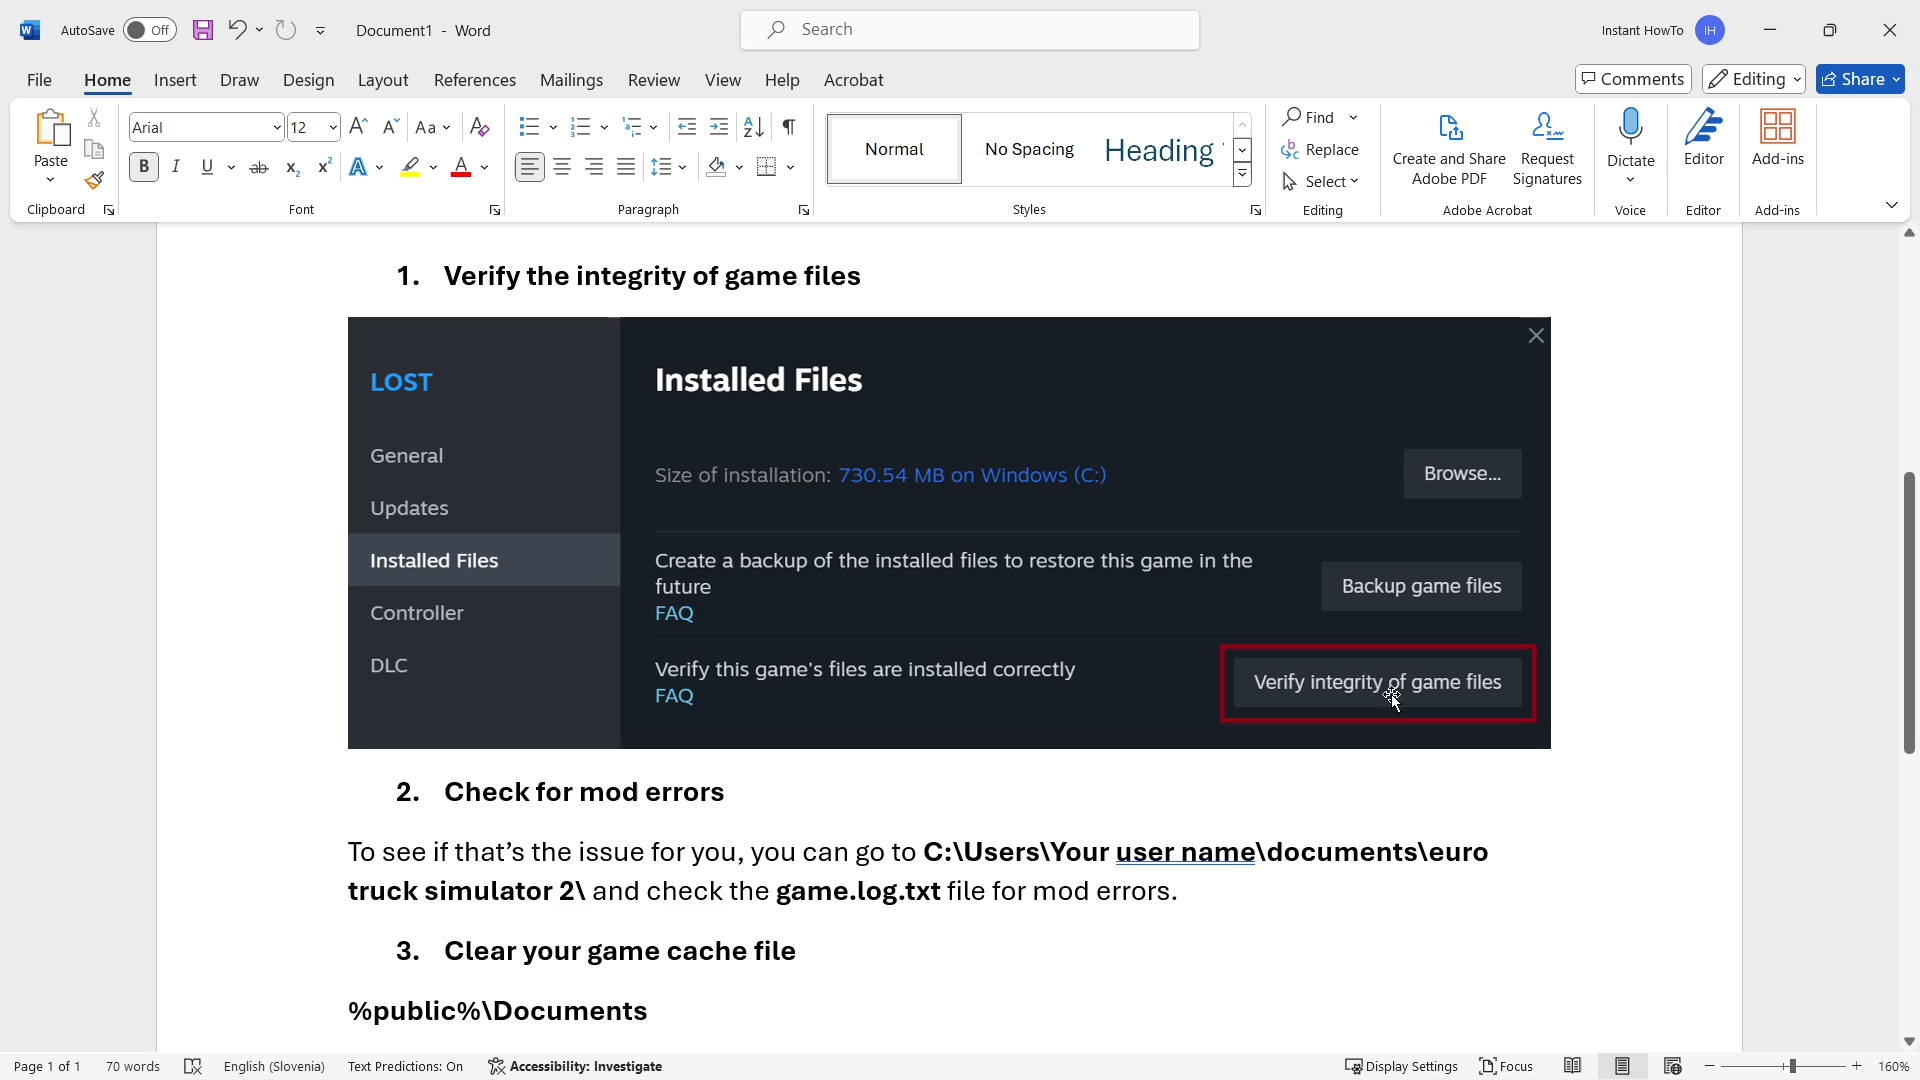 AutoSave Off Document1 - Word Search Instant HowTo IH
File Home Insert Draw Design Layout References Mailings Review View Help Acrobat Comments Editing Share
Paste
Clipboard
Arial 12
Font
Paragraph
Normal No Spacing Heading
Styles
Find
Replace
Select
Editing
Create and Share
Adobe PDF
Request
Signatures
Adobe Acrobat
Dictate
Voice
Editor
Editor
Add-ins
Add-ins
1. Verify the integrity of game files
LOST
General
Updates
Installed Files
Controller
DLC
Installed Files
Size of installation: 730.54 MB on Windows (C:) Browse...
Create a backup of the installed files to restore this game in the
future
FAQ
Backup game files
Verify this game's files are installed correctly
FAQ
Verify integrity of game files
2. Check for mod errors
To see if that’s the issue for you, you can go to C:\Users\Your user name\documents\euro
truck simulator 2\ and check the game.log.txt file for mod errors.
3. Clear your game cache file
%public%\Documents
Page 1 of 1 70 words English (Slovenia) Text Predictions: On Accessibility: Investigate Display Settings Focus 160%